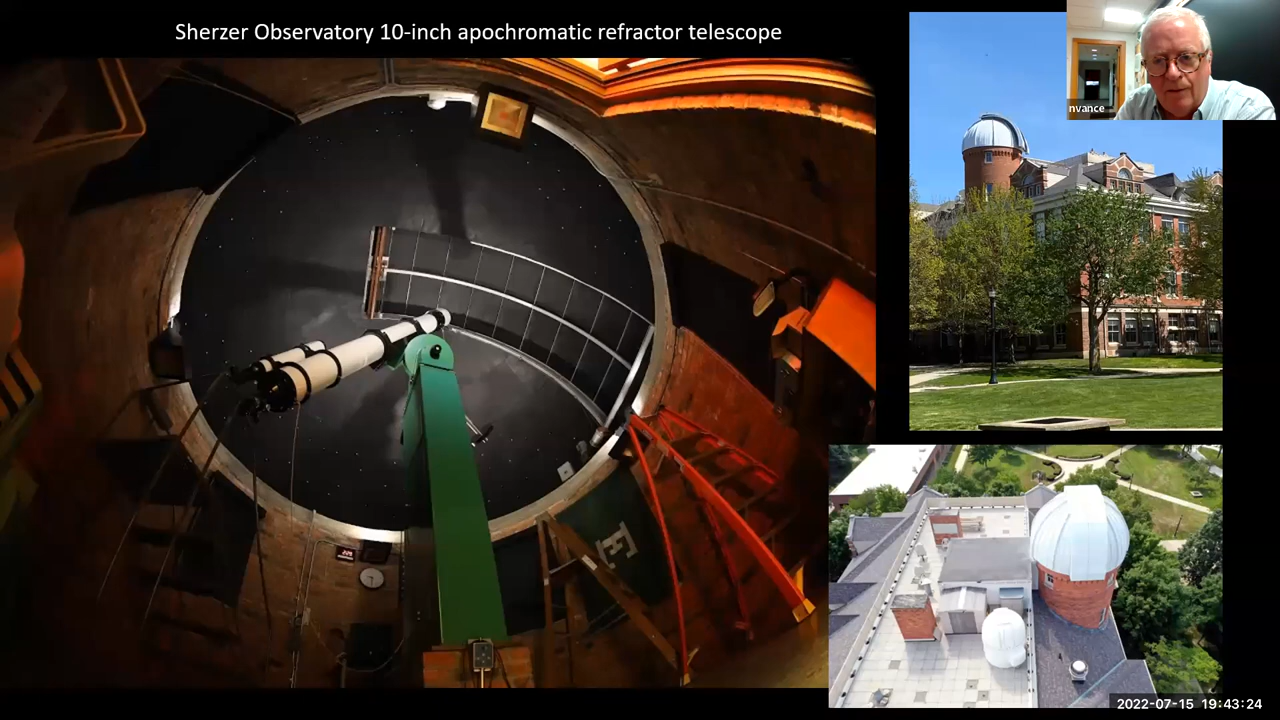 Sherzer Observatory 10-inch apochromatic refractor telescope
nvance
E
2022-07-15 19:43:24